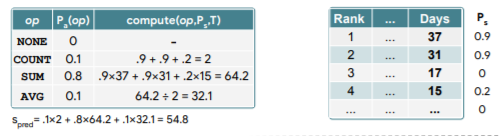 op Pa(op) compute(op,Ps,T)
NONE 0 –
COUNT 0.1 .9 + .9 + .2 = 2
SUM 0.8 .9×37 + .9×31 + .2×15 = 64.2
AVG 0.1 64.2 ÷ 2 = 32.1
spred= .1×2 + .8×64.2 + .1×32.1 = 54.8
Rank ... Days Ps
1 ... 37 0.9
2 ... 31 0.9
3 ... 17 0
4 ... 15 0.2
... ... ... 0